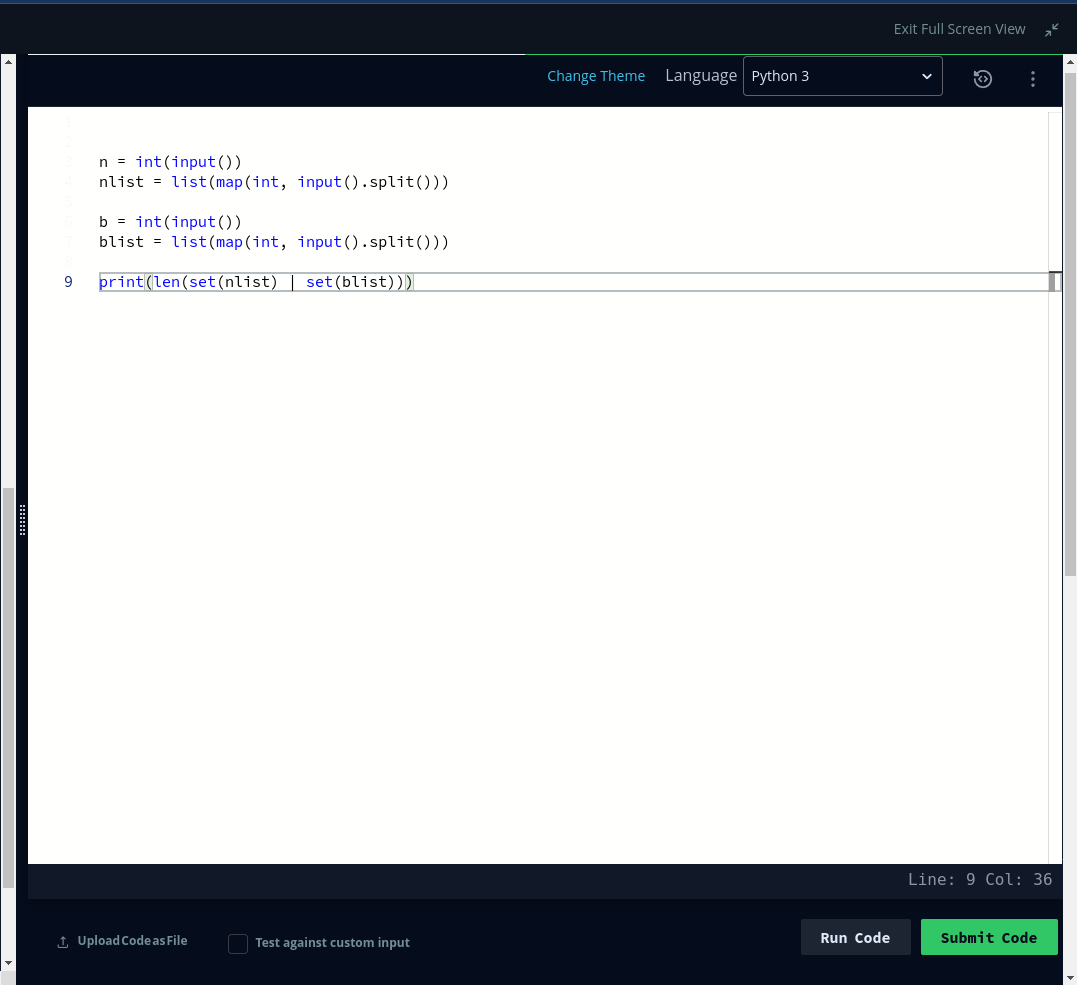 Exit Full Screen View
Change Theme Language Python 3
1
2
3 n = int(input())
4 nlist = list(map(int, input().split()))
5
6 b = int(input())
7 blist = list(map(int, input().split()))
8
9 print(len(set(nlist) | set(blist)))
Line: 9 Col: 36
Upload Code as File Test against custom input Run Code Submit Code